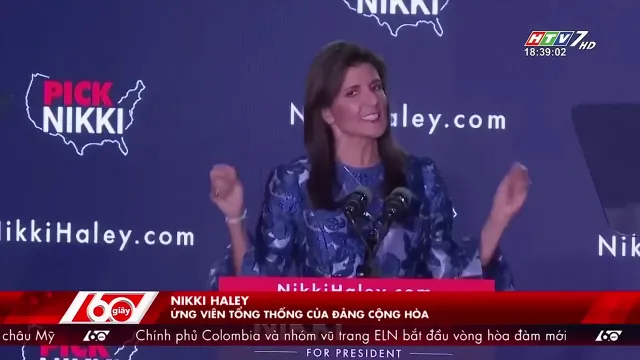 NIKKI
HTV7 HD
18:39:02
PICK
NIKKI
NikkiHaley.com
NikkiHaley.com
Nikki
NikkiHaley.com
60 giây
NIKKI HALEY
ỨNG VIÊN TỔNG THỐNG CỦA ĐẢNG CỘNG HÒA
châu Mỹ 60s Chính phủ Colombia và nhóm vũ trang ELN bắt đầu vòng hòa đàm mới 60s
FOR PRESIDENT